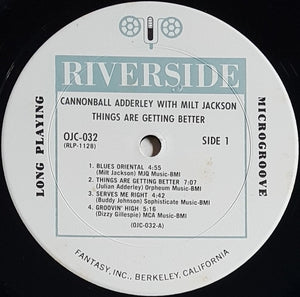 RIVERSIDE
CANNONBALL ADDERLEY WITH MILT JACKSON
THINGS ARE GETTING BETTER
LONG PLAYING
MICROGROOVE
OJC-032
(RLP-1128)
SIDE 1
1. BLUES ORIENTAL 4:55
(Milt Jackson) MJQ Music-BMI
2. THINGS ARE GETTING BETTER 7:07
(Julian Adderley) Orpheum Music-BMI
3. SERVES ME RIGHT 4:42
(Buddy Johnson) Sophisticate Music-BMI
4. GROOVIN' HIGH 5:16
(Dizzy Gillespie) MCA Music-BMI
(OJC-032-A)
FANTASY, INC., BERKELEY, CALIFORNIA